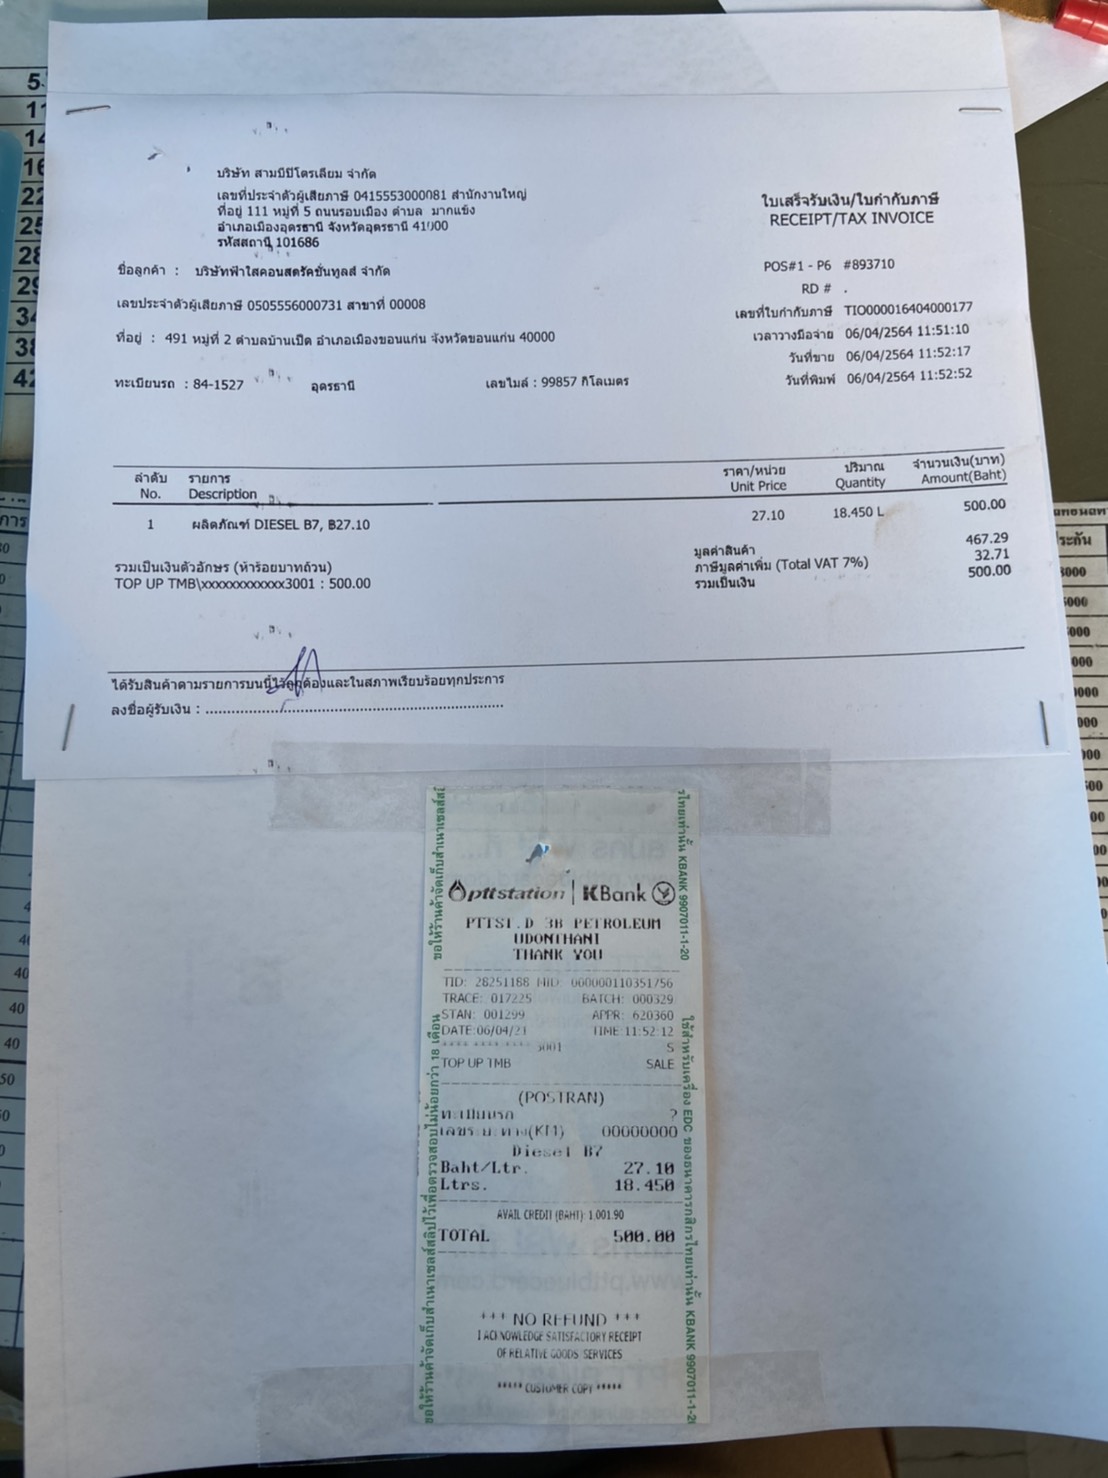 บริษัท สามบีปิโตรเลียม จำกัด
เลขที่ประจำตัวผู้เสียภาษี 0415553000081 สำนักงานใหญ่
ที่อยู่ 111 หมู่ที่ 5 ถนนรอบเมือง ตำบล มากแข้ง
อำเภอเมืองอุดรธานี จังหวัดอุดรธานี 41000
รหัสสถานี 101686
ใบเสร็จรับเงิน/ใบกำกับภาษี
RECEIPT/TAX INVOICE
ชื่อลูกค้า : บริษัทฟ้าใสคอนสตรัคชั่นทูลส์ จำกัด
POS#1 - P6 #893710
RD # .
เลขประจำตัวผู้เสียภาษี 0505556000731 สาขาที่ 00008
เลขที่ใบกำกับภาษี TIO000016404000177
ที่อยู่ : 491 หมู่ที่ 2 ตำบลบ้านเป็ด อำเภอเมืองขอนแก่น จังหวัดขอนแก่น 40000
เวลาวางมือจ่าย 06/04/2564 11:51:10
วันที่ขาย 06/04/2564 11:52:17
ทะเบียนรถ : 84-1527 อุดรธานี เลขไมล์ : 99857 กิโลเมตร
วันที่พิมพ์ 06/04/2564 11:52:52
ลำดับ รายการ ราคา/หน่วย ปริมาณ จำนวนเงิน(บาท)
No. Description Unit Price Quantity Amount(Baht)
1 ผลิตภัณฑ์ DIESEL B7, ฿27.10 27.10 18.450 L 500.00
มูลค่าสินค้า 467.29
รวมเป็นเงินตัวอักษร (ห้าร้อยบาทถ้วน) ภาษีมูลค่าเพิ่ม (Total VAT 7%) 32.71
TOP UP TMB\xxxxxxxxxxxx3001 : 500.00 รวมเป็นเงิน 500.00
ได้รับสินค้าตามรายการบนนี้ไว้ถูกต้องและในสภาพเรียบร้อยทุกประการ
ลงชื่อผู้รับเงิน :
pttstation | KBank
PTTST.D 3B PETROLEUM
UDONTHANI
THANK YOU
TID: 28251188 MID: 000000110351756
TRACE: 017225 BATCH: 000329
STAN: 001299 APPR: 620360
DATE:06/04/21 TIME:11:52:12
**** **** **** 3001 S
TOP UP TMB SALE
(POSTRAN)
ทะเบียนรถ ?
เลขระยะทาง(KM) 00000000
Diesel B7
Baht/Ltr. 27.10
Ltrs. 18.450
AVAIL CREDIT (BAHT): 1,001.90
TOTAL 500.00
*** NO REFUND ***
I ACKNOWLEDGE SATISFACTORY RECEIPT
OF RELATIVE GOODS SERVICES
***** CUSTOMER COPY *****
ขอให้ร้านค้าจัดเก็บสำเนาเซลส์สลิปไว้เพื่อตรวจสอบไม่น้อยกว่า 18 เดือน
ใช้สำหรับเครื่อง EDC ของธนาคารกสิกรไทยเท่านั้น KBANK 9907011-1-20